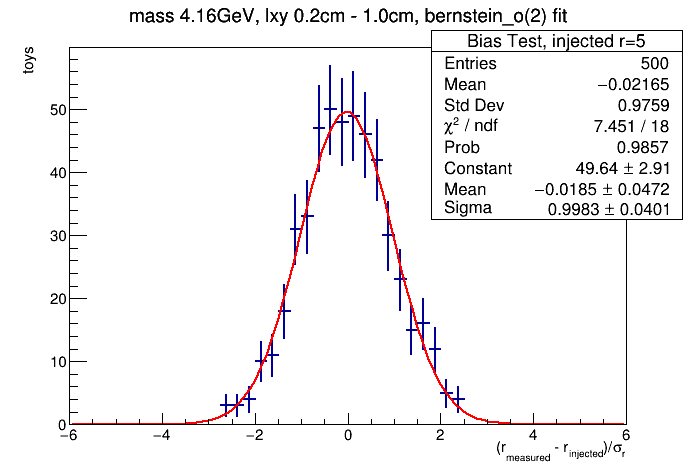 mass 4.16GeV, lxy 0.2cm - 1.0cm, bernstein_o(2) fit
toys
Bias Test, injected r=5
Entries 500
Mean −0.02165
Std Dev 0.9759
χ² / ndf 7.451 / 18
Prob 0.9857
Constant 49.64 ± 2.91
Mean −0.0185 ± 0.0472
Sigma 0.9983 ± 0.0401
50
40
30
20
10
0
−6 −4 −2 0 2 4 6
(r_measured - r_injected)/σ_r